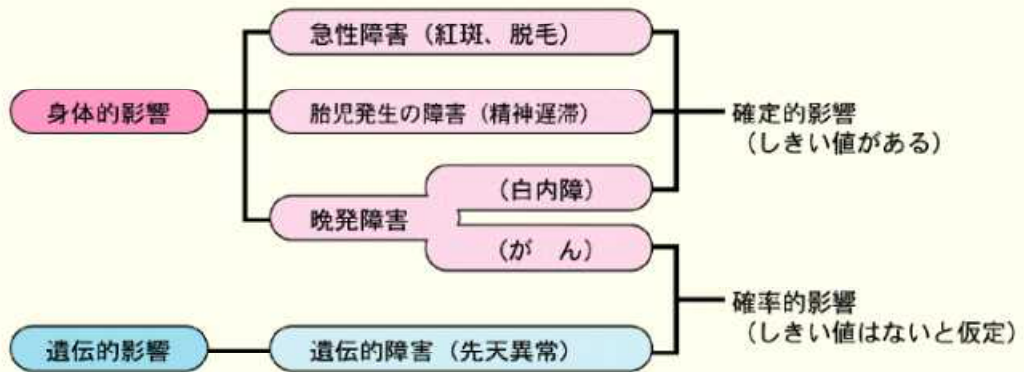 急性障害（紅斑、脱毛）
身体的影響
胎児発生の障害（精神遅滞）
確定的影響
（しきい値がある）
（白内障）
晩発障害
（が　ん）
確率的影響
（しきい値はないと仮定）
遺伝的影響
遺伝的障害（先天異常）